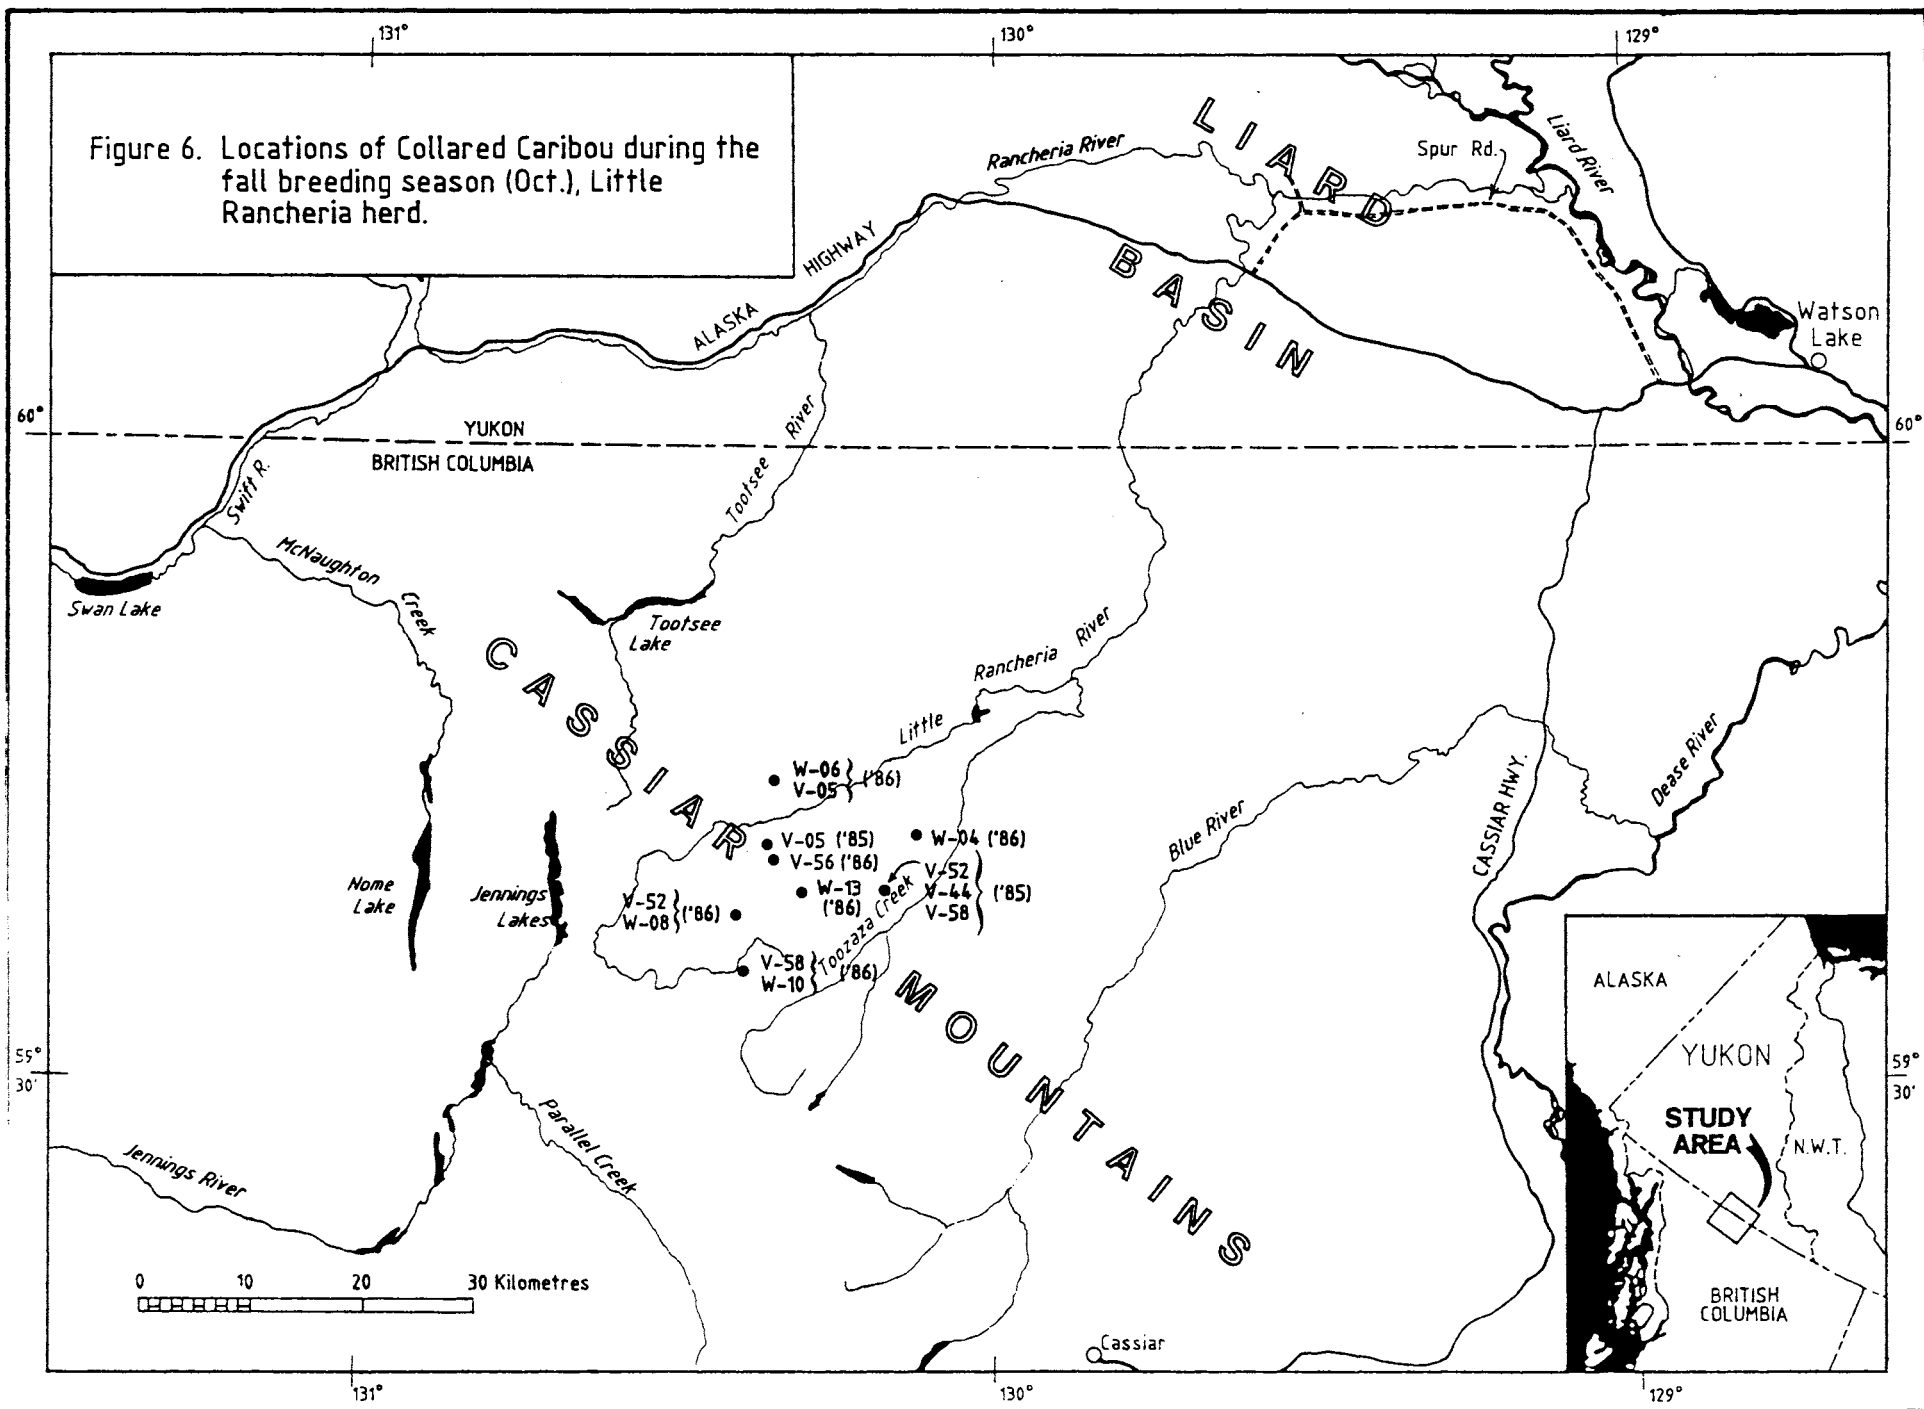 131°
130°
129°
Figure 6. Locations of Collared Caribou during the
fall breeding season (Oct.), Little
Rancheria herd.
LIARD
BASIN
Rancheria River
Spur Rd.
Liard River
ALASKA HIGHWAY
Watson
Lake
60°
60°
YUKON
BRITISH COLUMBIA
Swift R.
Tootsee River
McNaughton Creek
Swan Lake
Tootsee
Lake
CASSIAR
MOUNTAINS
Little Rancheria River
W-06
V-05
('86)
V-05 ('85)
V-56 ('86)
W-04 ('86)
W-13
('86)
V-52
V-44
V-58
('85)
V-52
W-08
('86)
V-58
W-10
('86)
Toozaza Creek
Nome
Lake
Jennings
Lakes
Blue River
CASSIAR HWY.
Dease River
59°
30'
59°
30'
Parallel Creek
Jennings River
0 10 20 30 Kilometres
Cassiar
ALASKA
YUKON
STUDY
AREA
N.W.T.
BRITISH
COLUMBIA
131°
130°
129°